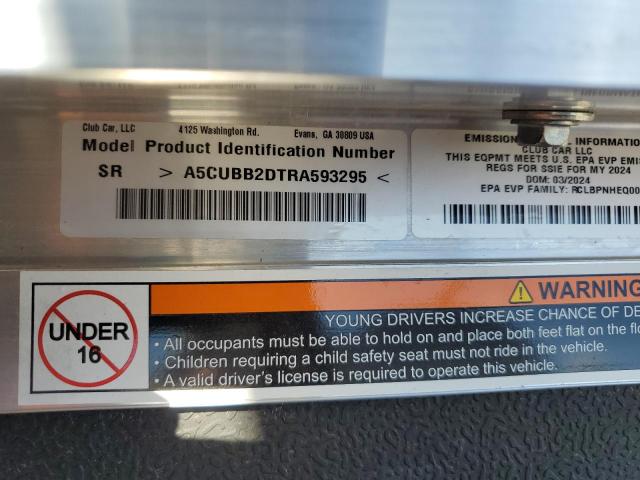 Club Car, LLC 4125 Washington Rd. Evans, GA 30809 USA
Model Product Identification Number
SR > A5CUBB2DTRA593295 <
EMISSION INFORMATION
CLUB CAR LLC
THIS EQPMT MEETS U.S. EPA EVP
REGS FOR SSIE FOR MY 2024
DOM: 03/2024
EPA EVP FAMILY: RCLBPNHEQ00
WARNING
UNDER
16
YOUNG DRIVERS INCREASE CHANCE OF
• All occupants must be able to hold on and place both feet flat on the
• Children requiring a child safety seat must not ride in the vehicle.
• A valid driver's license is required to operate this vehicle.